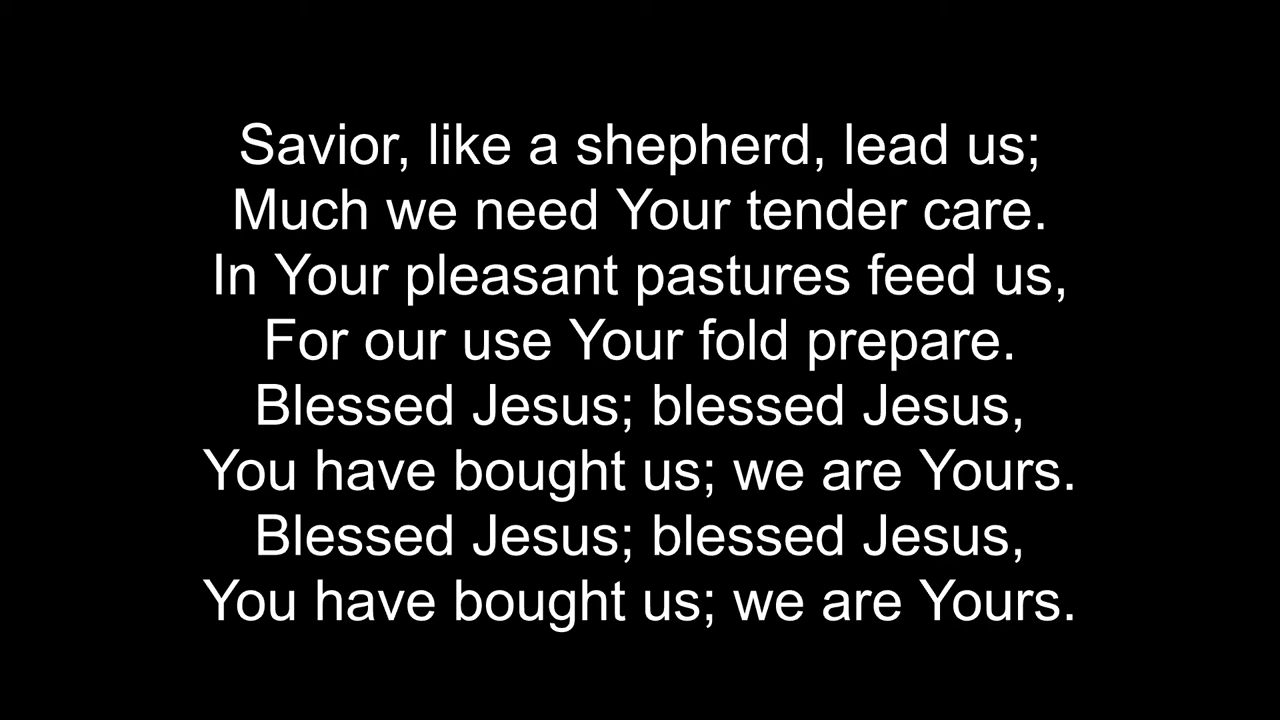 Savior, like a shepherd, lead us;
Much we need Your tender care.
In Your pleasant pastures feed us,
For our use Your fold prepare.
Blessed Jesus; blessed Jesus,
You have bought us; we are Yours.
Blessed Jesus; blessed Jesus,
You have bought us; we are Yours.